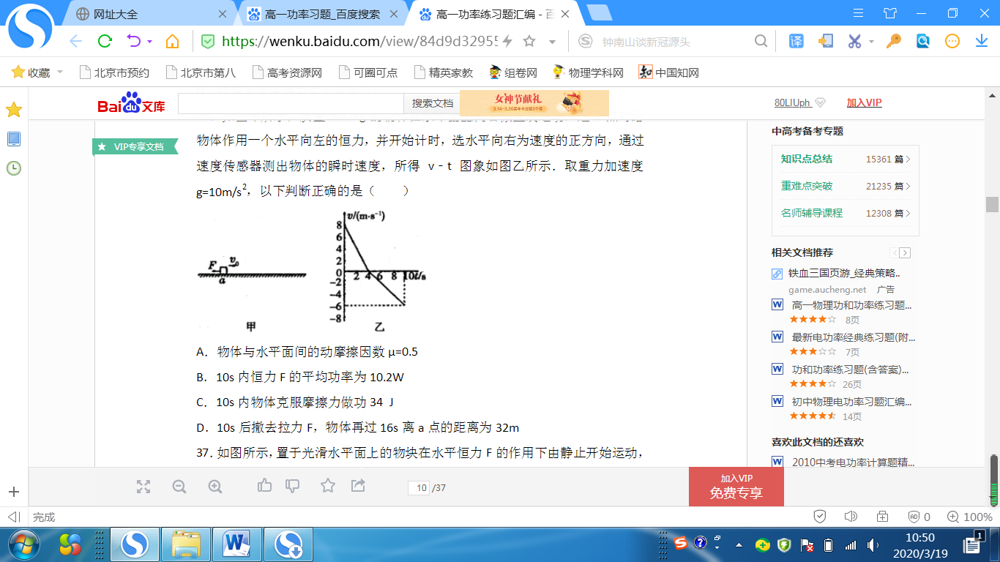 网址大全
高一功率习题_百度搜索
高一功率练习题汇编 - 百
https://wenku.baidu.com/view/84d9d32955
钟南山谈新冠源头
译
收藏
北京市预约
北京市第八
高考资源网
可圈可点
精英家教
组卷网
物理学科网
中国知网
Bai du 文库
搜索文档
女神节献礼
3.14-3.20买年卡立赠3个月
80LIUph
加入VIP
VIP专享文档
物体作用一个水平向左的恒力，并开始计时，选水平向右为速度的正方向，通过
速度传感器测出物体的瞬时速度，所得 v﹣t 图象如图乙所示．取重力加速度
g=10m/s2，以下判断正确的是（　　）
F v0
a
甲
v/(m·s⁻¹)
8
6
4
2
0
2 4 6 8 10 t/s
-2
-4
-6
-8
乙
A．物体与水平面间的动摩擦因数 μ=0.5
B．10s 内恒力 F 的平均功率为 10.2W
C．10s 内物体克服摩擦力做功 34 J
D．10s 后撤去拉力 F，物体再过 16s 离 a 点的距离为 32m
37．如图所示，置于光滑水平面上的物块在水平恒力 F 的作用下由静止开始运动，
中高考备考专题
知识点总结 15361 篇
重难点突破 21235 篇
名师辅导课程 12308 篇
相关文档推荐
铁血三国页游_经典策略..
game.aucheng.net 广告
高一物理功和功率练习题...
8页
最新电功率经典练习题(附...
7页
功和功率练习题(含答案)...
26页
初中物理电功率习题汇编...
14页
喜欢此文档的还喜欢
2010中考电功率计算题精...
10 /37
加入VIP
免费专享
完成
0
100%
10:50
2020/3/19
1